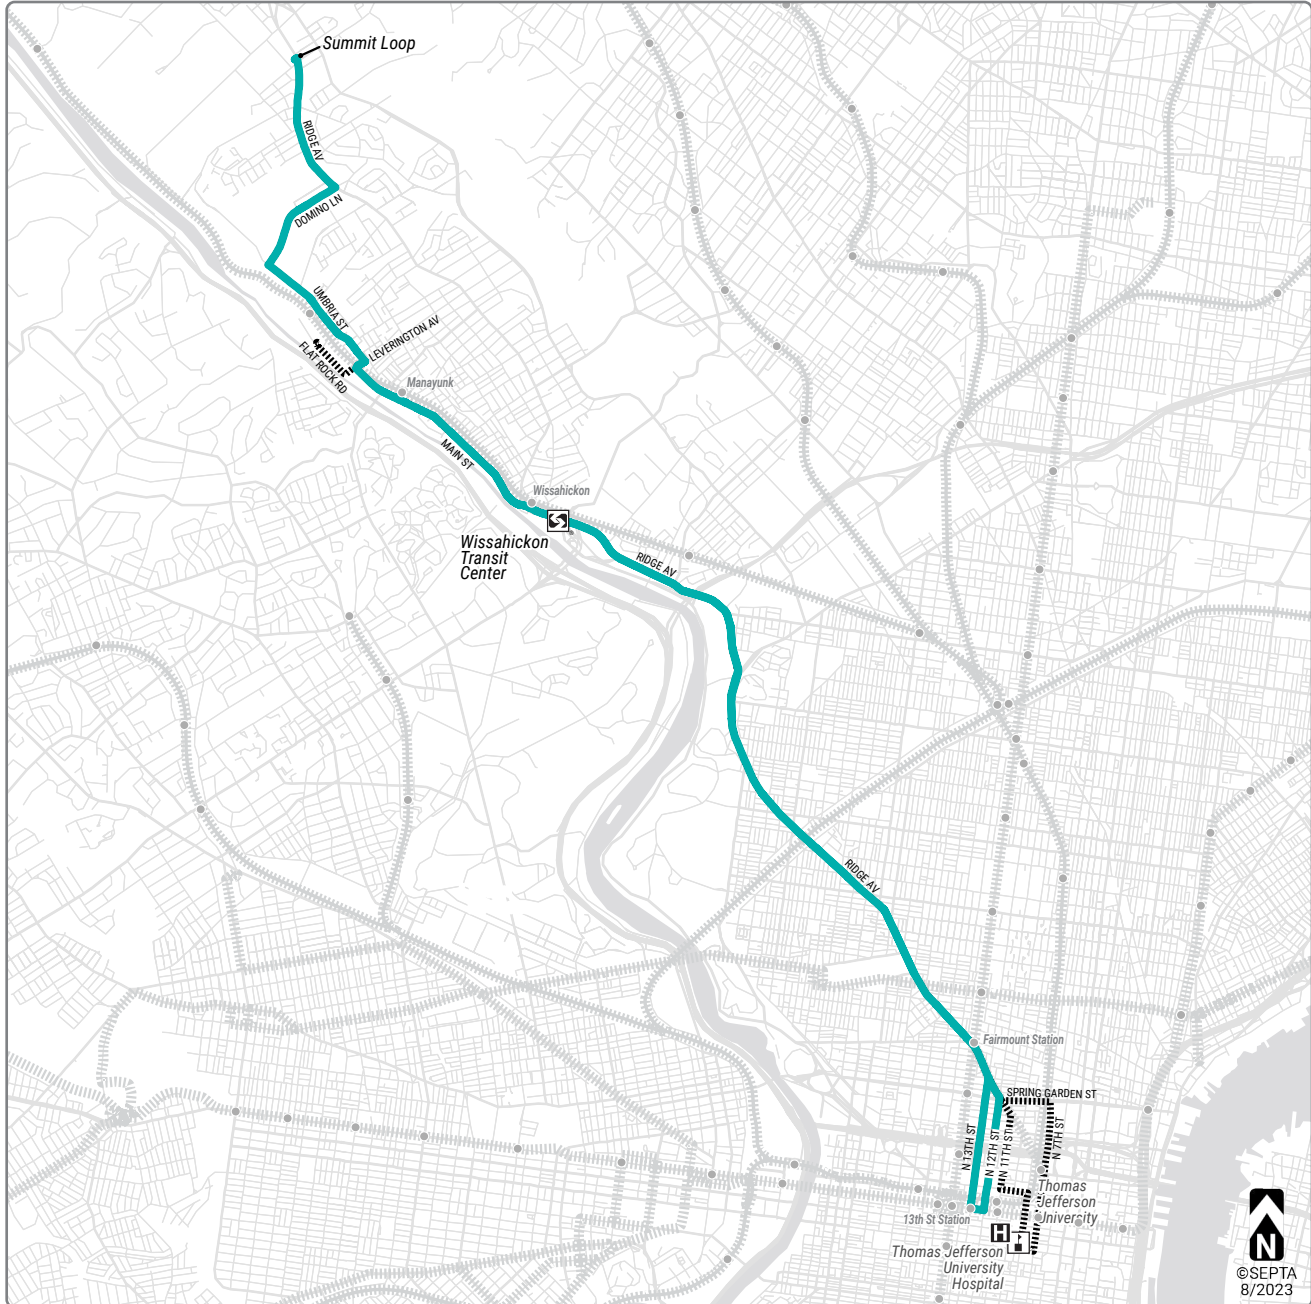 Summit Loop
RIDGE AV
DOMINO LN
UMBRIA ST
LEVERINGTON AV
FLAT ROCK RD
Manayunk
MAIN ST
Wissahickon
S
Wissahickon
Transit
Center
RIDGE AV
RIDGE AV
Fairmount Station
SPRING GARDEN ST
N 13TH ST
N 12TH ST
N 11TH ST
N 7TH ST
Thomas
Jefferson
University
13th St Station
H
Thomas Jefferson
University
Hospital
N
©SEPTA
8/2023